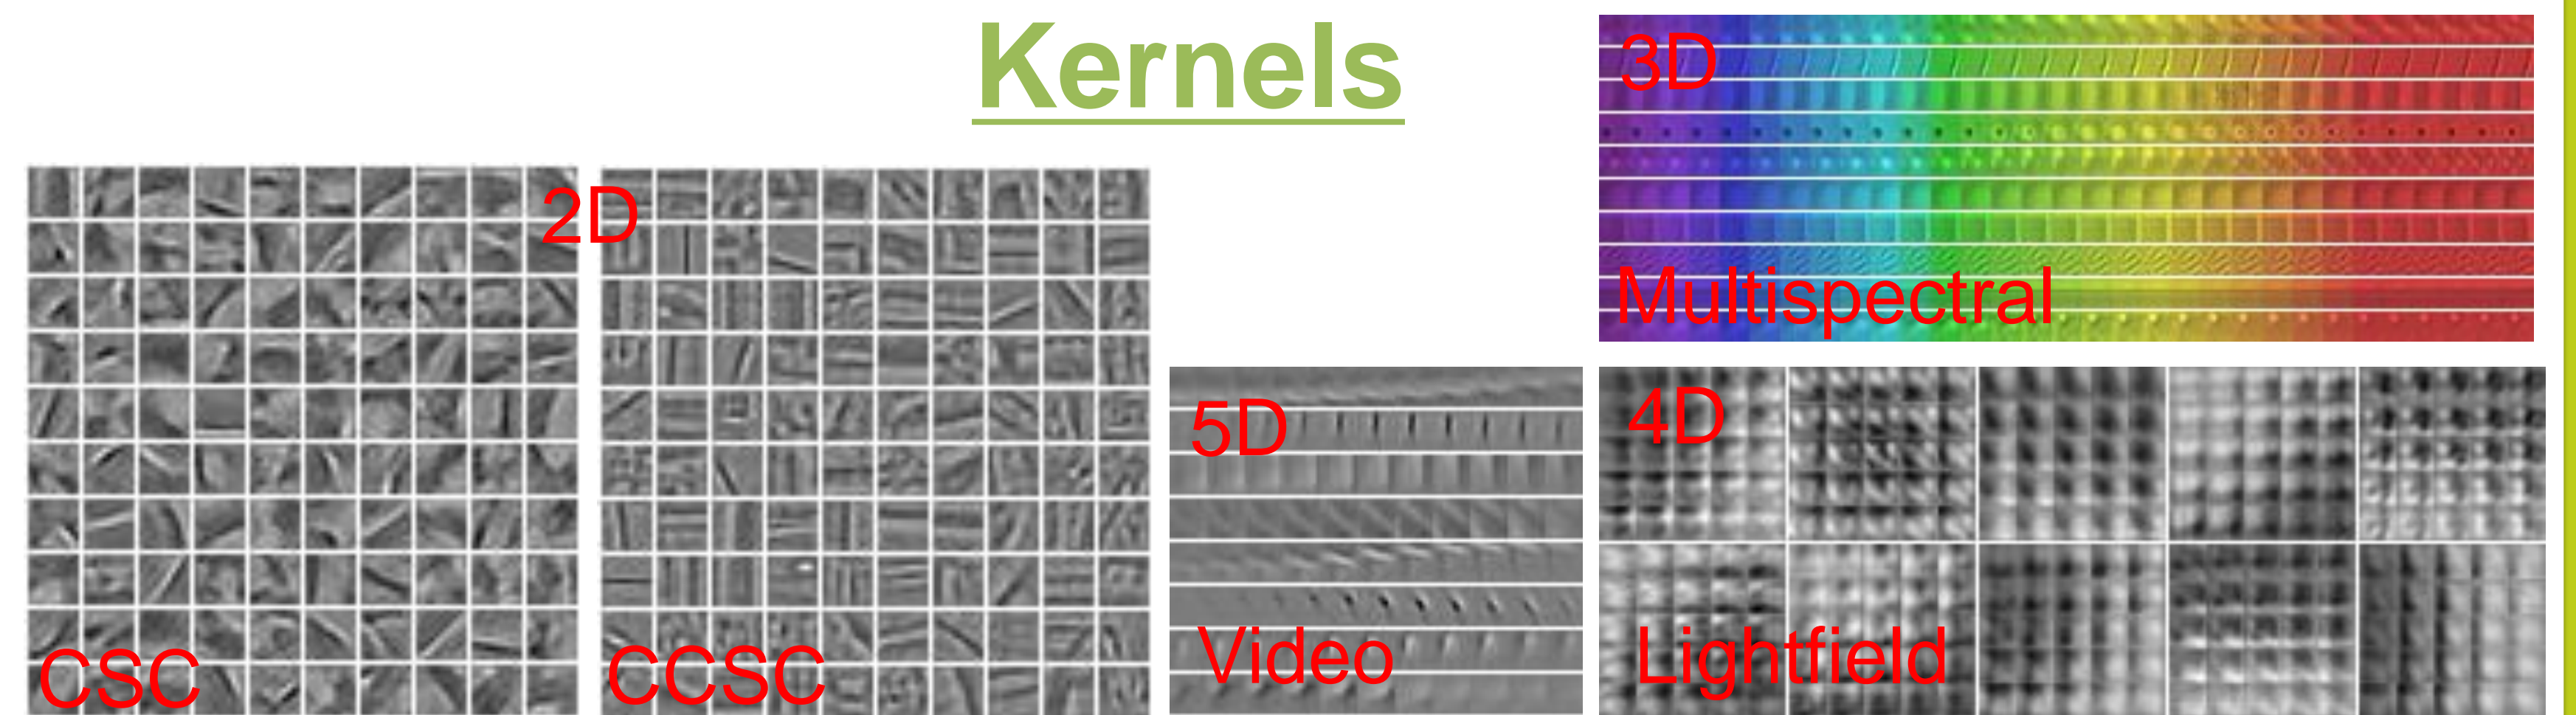 Kernels
2D
CSC
CCSC
5D
Video
3D
Multispectral
4D
Lightfield